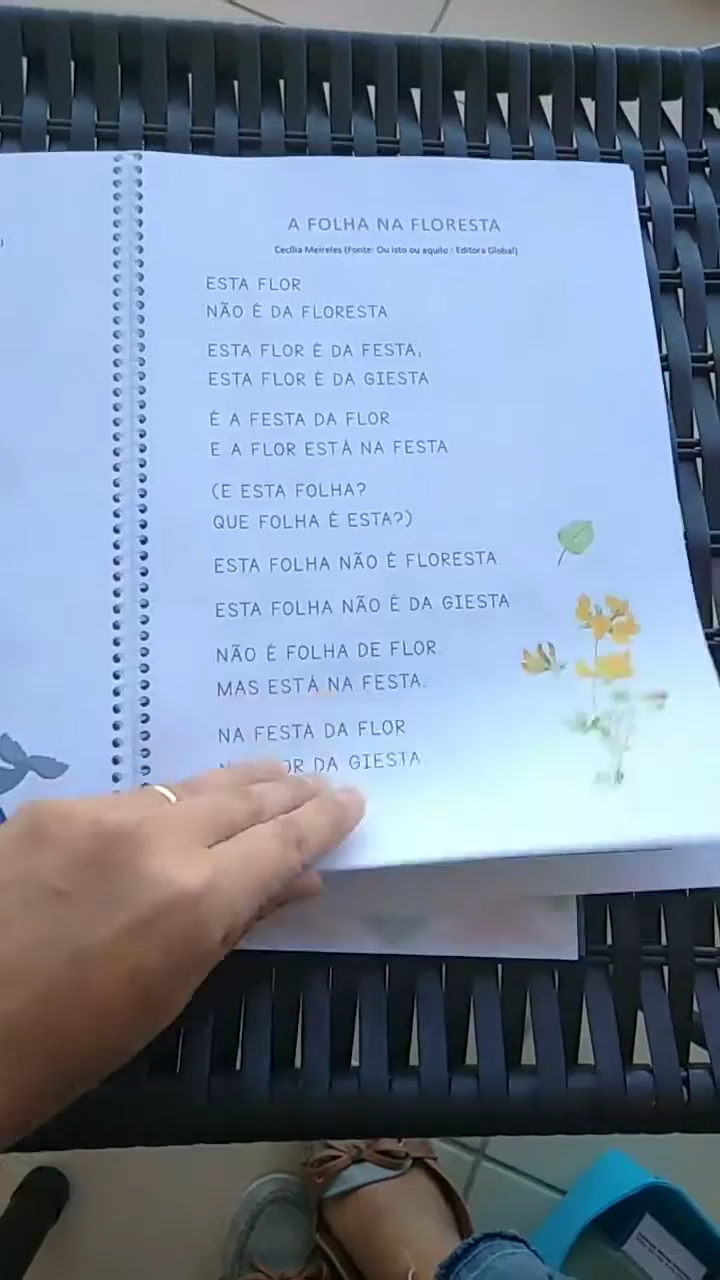 A FOLHA NA FLORESTA
Cecília Meireles (Fonte: Ou isto ou aquilo - Editora Global)
ESTA FLOR
NÃO É DA FLORESTA
ESTA FLOR É DA FESTA,
ESTA FLOR É DA GIESTA
É A FESTA DA FLOR
E A FLOR ESTÁ NA FESTA
(E ESTA FOLHA?
QUE FOLHA É ESTA?)
ESTA FOLHA NÃO É FLORESTA
ESTA FOLHA NÃO É DA GIESTA
NÃO É FOLHA DE FLOR.
MAS ESTÁ NA FESTA.
NA FESTA DA FLOR
DA GIESTA